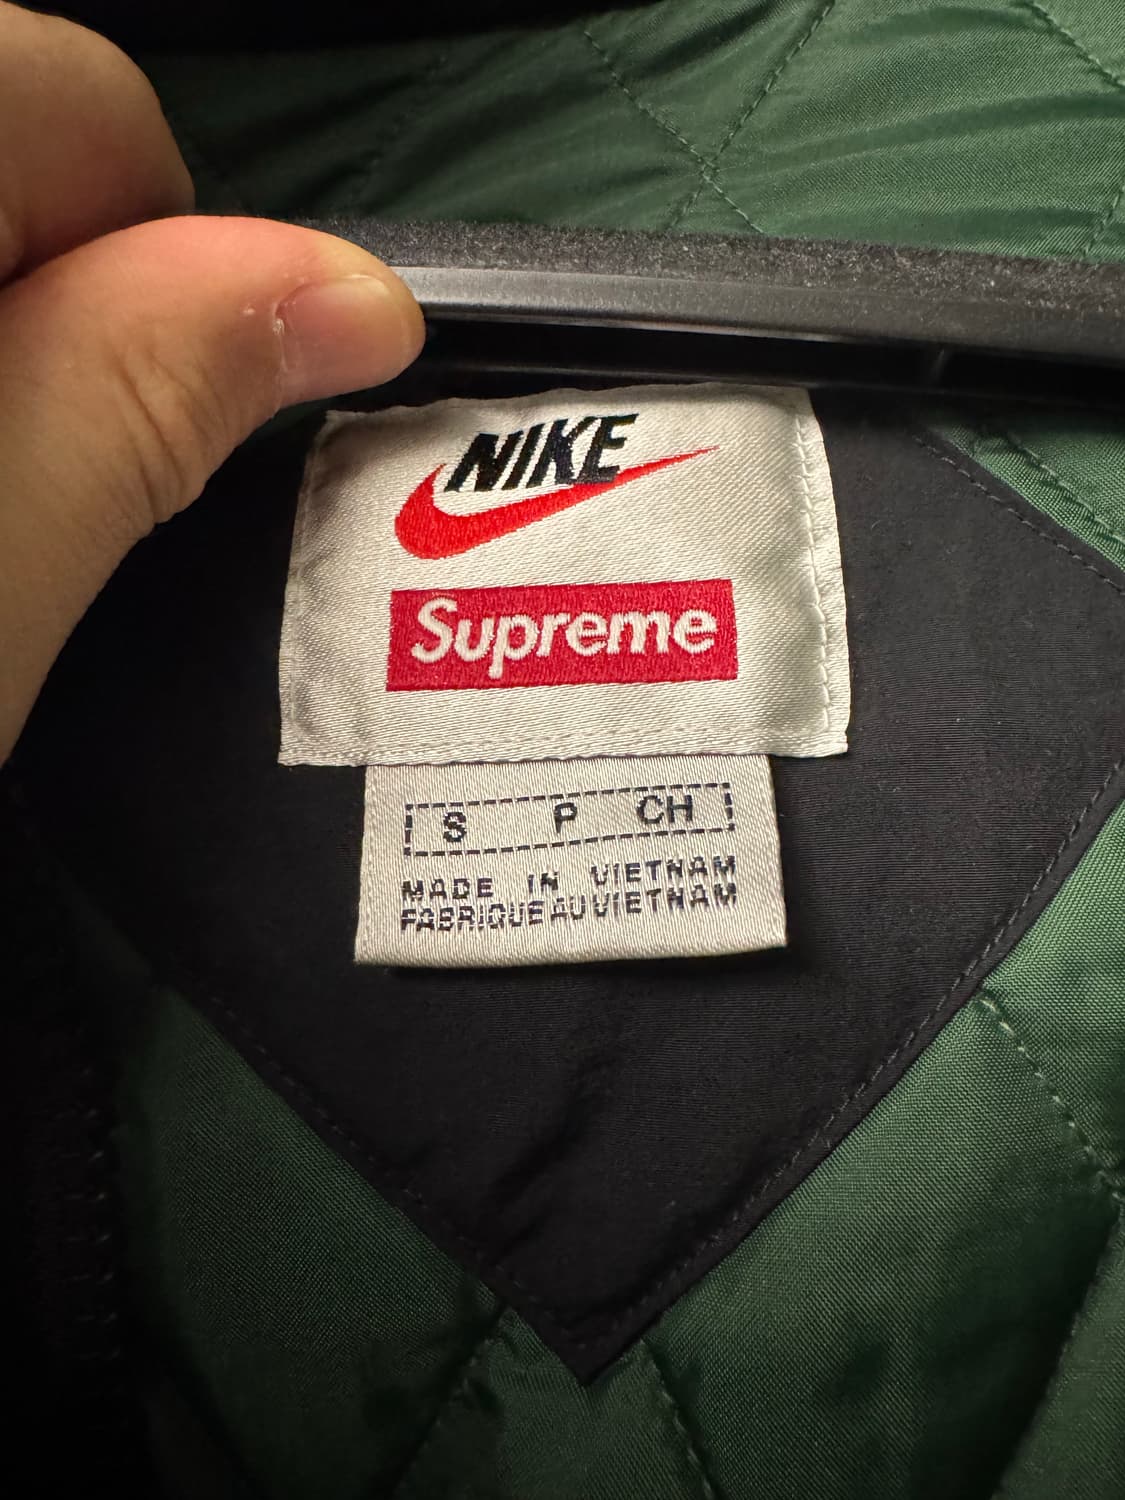 NIKE
Supreme
S P CH
MADE IN VIETNAM
FABRIQUE AU VIETNAM